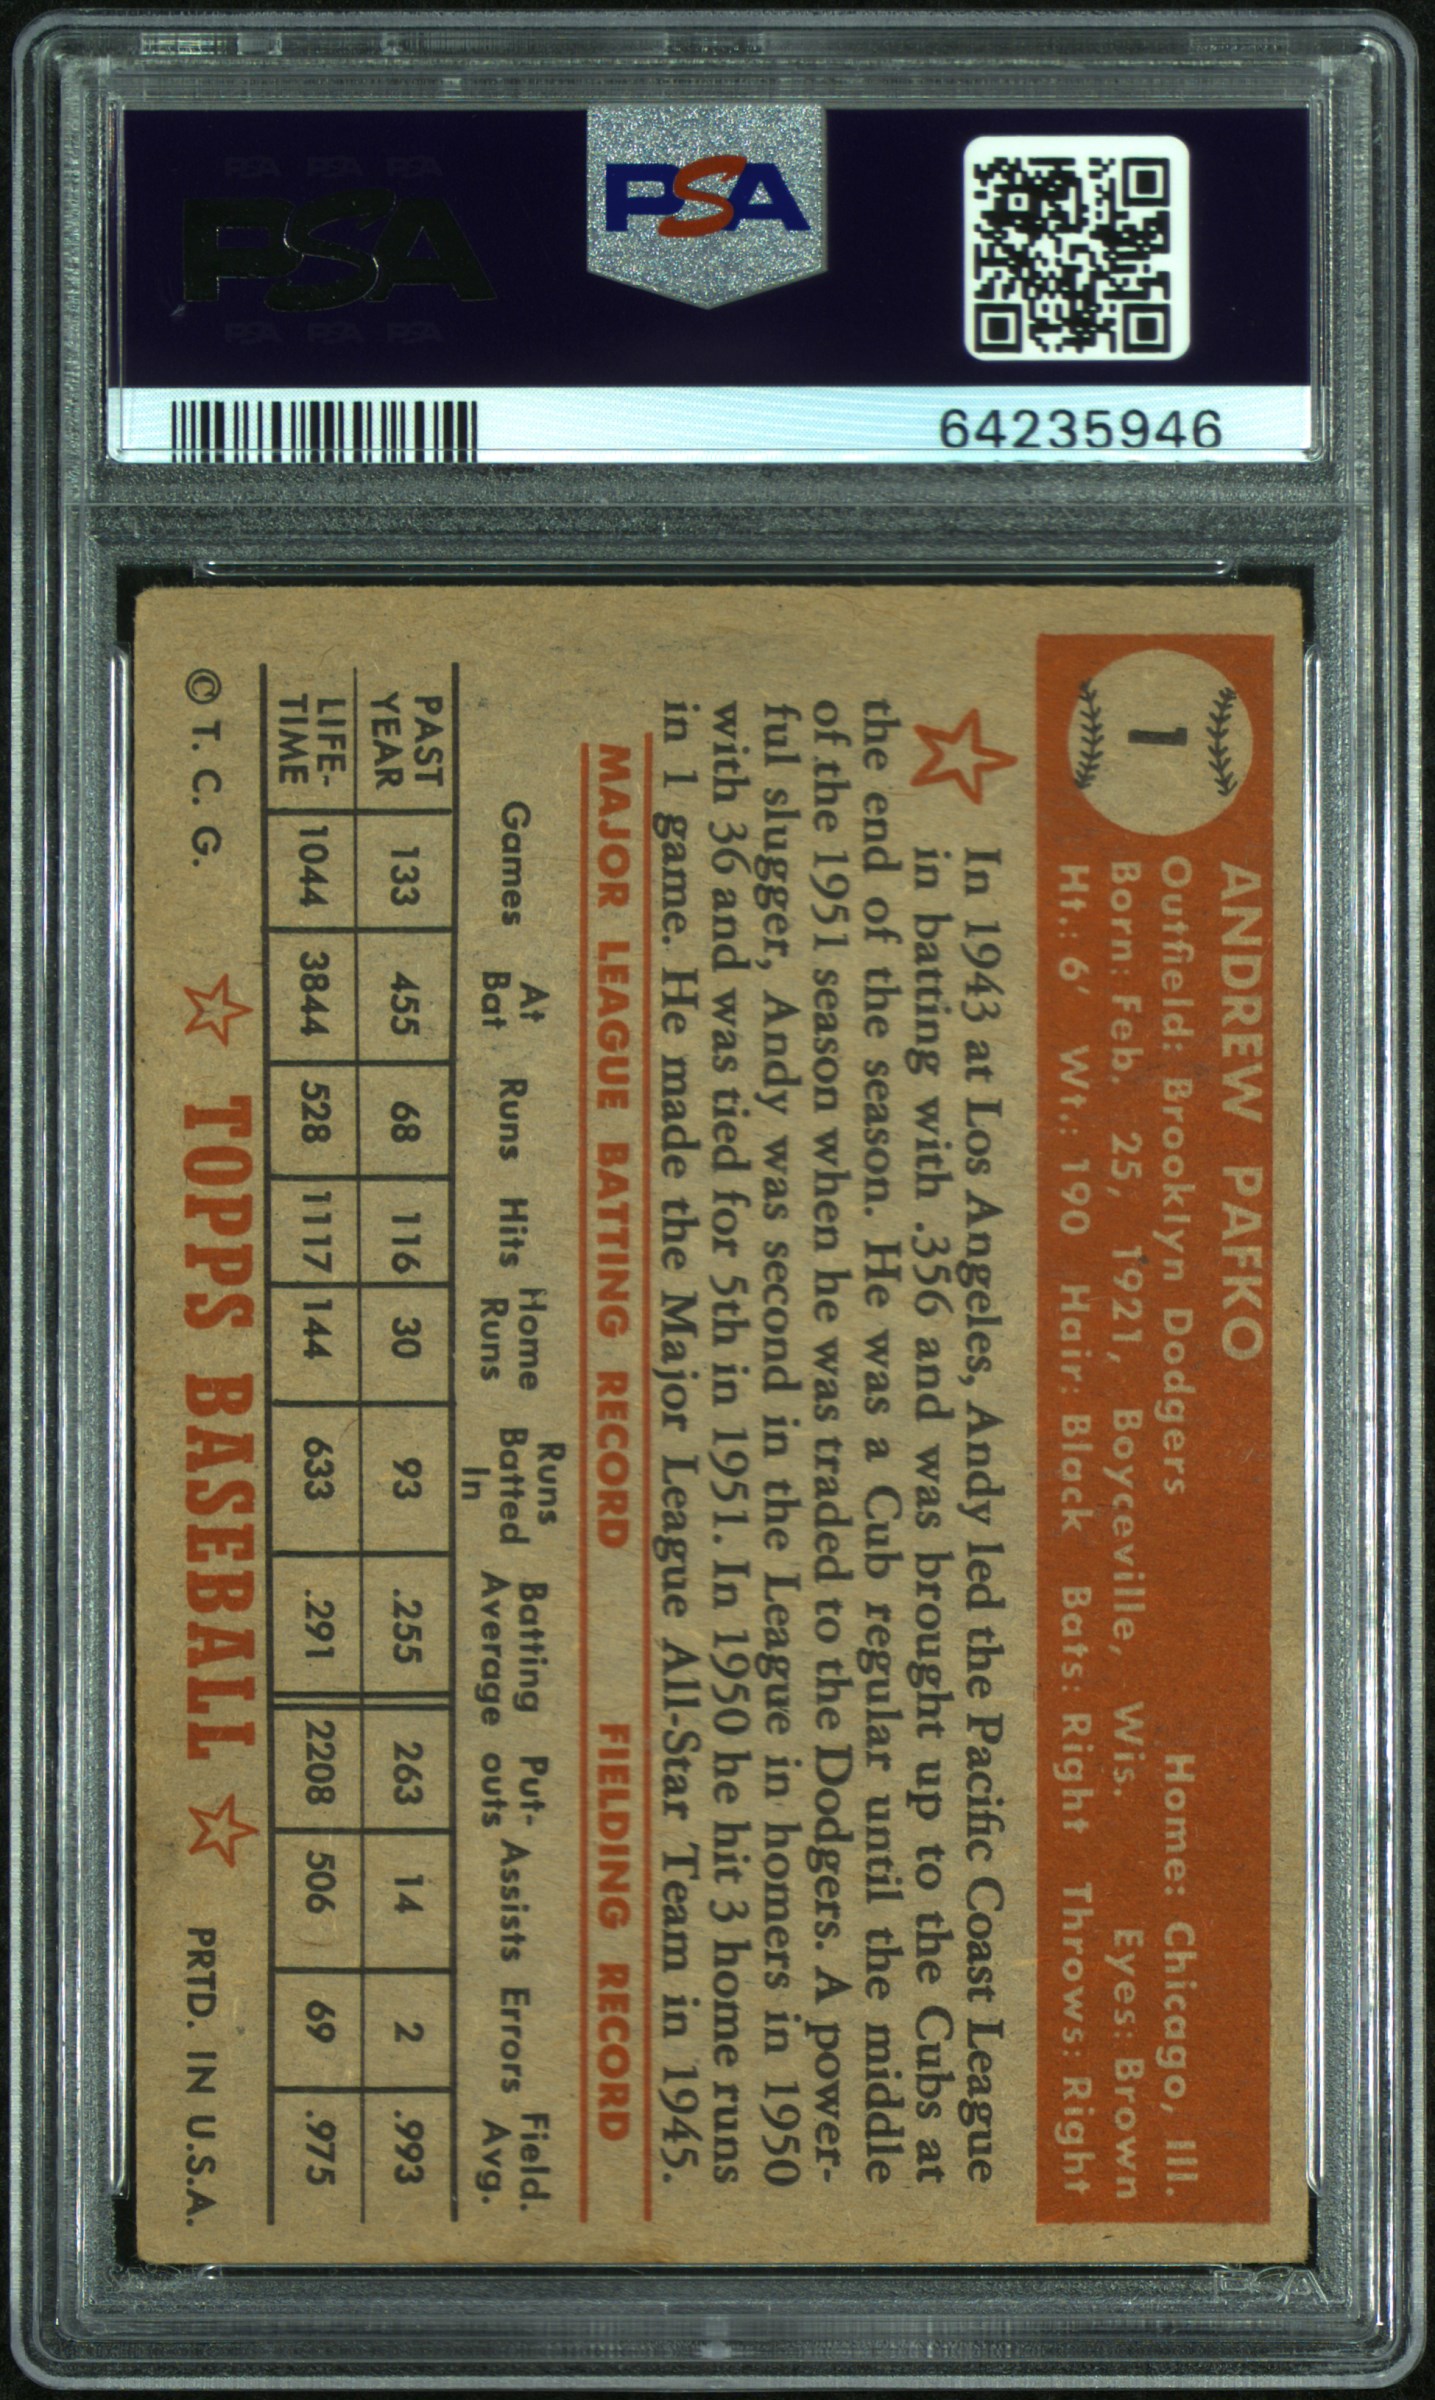 PSA PSA PSA
PSA
PSA PSA PSA
PSA
64235946
1
ANDREW PAFKO
Outfield: Brooklyn Dodgers Home: Chicago, Ill.
Born: Feb. 25, 1921, Boyceville, Wis. Eyes: Brown
Ht.: 6' Wt.: 190 Hair: Black Bats: Right Throws: Right
In 1943 at Los Angeles, Andy led the Pacific Coast League
in batting with .356 and was brought up to the Cubs at
the end of the season. He was a Cub regular until the middle
of the 1951 season when he was traded to the Dodgers. A power-
ful slugger, Andy was second in the League in homers in 1950
with 36 and was tied for 5th in 1951. In 1950 he hit 3 home runs
in 1 game. He made the Major League All-Star Team in 1945.
MAJOR LEAGUE BATTING RECORD FIELDING RECORD
Games At Bat Runs Hits Home Runs Runs Batted In Batting Average Put-outs Assists Errors Field. Avg.
PAST YEAR 133 455 68 116 30 93 .255 263 14 2 .993
LIFE-TIME 1044 3844 528 1117 144 633 .291 2208 506 69 .975
© T. C. G. TOPPS BASEBALL PRTD. IN U.S.A.
PSA